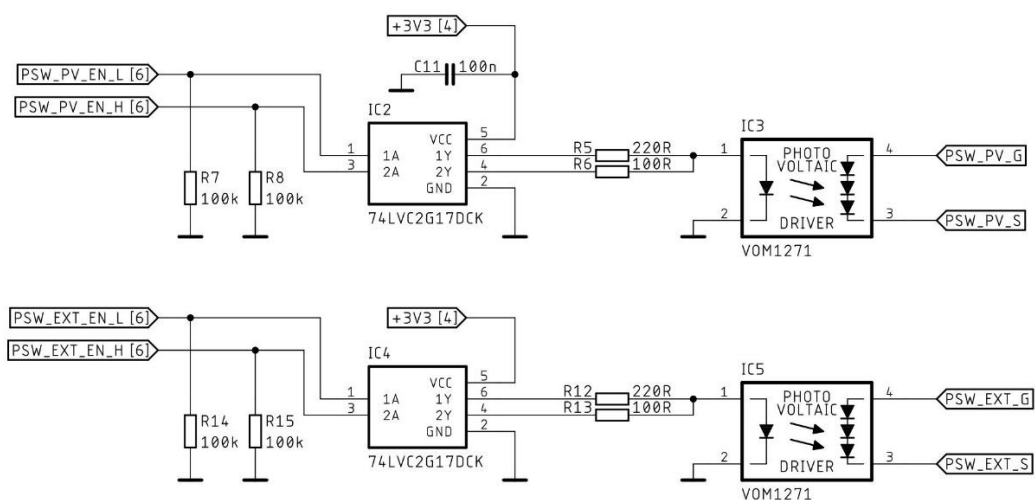 +3V3 [4]
C11 100n
PSW_PV_EN_L [6]
PSW_PV_EN_H [6]
IC2
VCC 5
1 1A 1Y 6
3 2A 2Y 4
GND 2
74LVC2G17DCK
R7
100k
R8
100k
R5 220R
R6 100R
IC3
1 PHOTO 4
VOLTAIC
2 DRIVER 3
VOM1271
PSW_PV_G
PSW_PV_S
+3V3 [4]
PSW_EXT_EN_L [6]
PSW_EXT_EN_H [6]
IC4
VCC 5
1 1A 1Y 6
3 2A 2Y 4
GND 2
74LVC2G17DCK
R14
100k
R15
100k
R12 220R
R13 100R
IC5
1 PHOTO 4
VOLTAIC
2 DRIVER 3
VOM1271
PSW_EXT_G
PSW_EXT_S